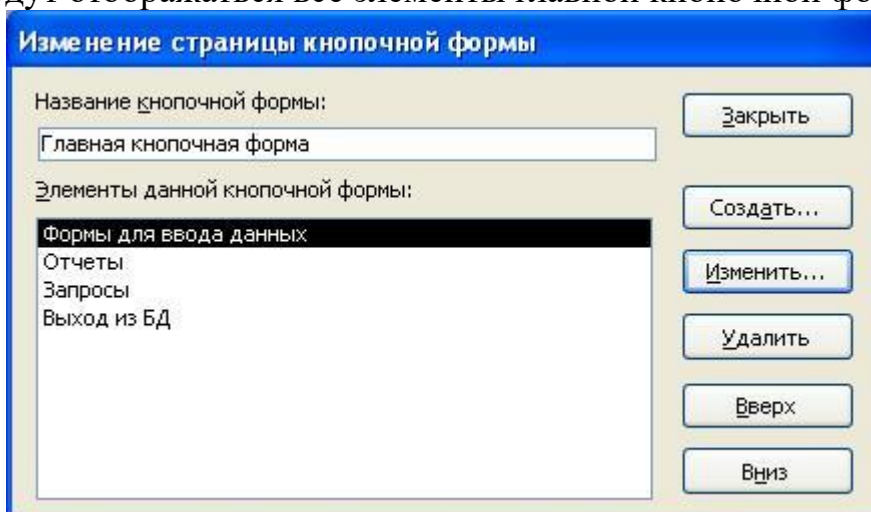 дут отображаться все элементы главной кнопочной фо
Изменение страницы кнопочной формы
Название кнопочной формы:
Закрыть
Главная кнопочная форма
Элементы данной кнопочной формы:
Создать...
Формы для ввода данных
Отчеты
Изменить...
Запросы
Выход из БД
Удалить
Вверх
Вниз